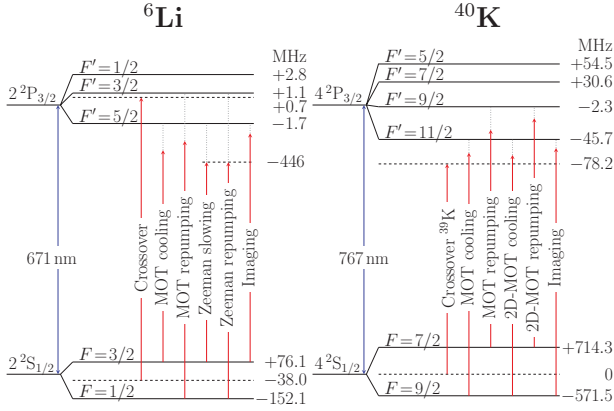 ⁶Li
⁴⁰K
MHz
F′ = 1/2
+2.8
F′ = 3/2
+1.1
2 ²P₃/₂
+0.7
F′ = 5/2
−1.7
−446
671 nm
Crossover
MOT cooling
MOT repumping
Zeeman slowing
Zeeman repumping
Imaging
F = 3/2
+76.1
2 ²S₁/₂
−38.0
F = 1/2
−152.1
MHz
F′ = 5/2
+54.5
F′ = 7/2
+30.6
4 ²P₃/₂
F′ = 9/2
−2.3
F′ = 11/2
−45.7
−78.2
767 nm
Crossover ³⁹K
MOT cooling
MOT repumping
2D-MOT cooling
2D-MOT repumping
Imaging
F = 7/2
+714.3
4 ²S₁/₂
0
F = 9/2
−571.5